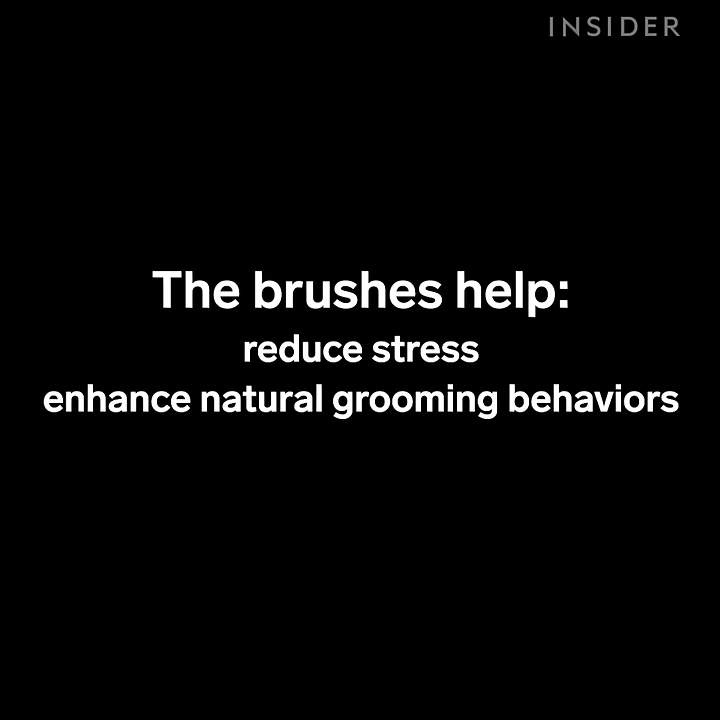 INSIDER
The brushes help:
reduce stress
enhance natural grooming behaviors